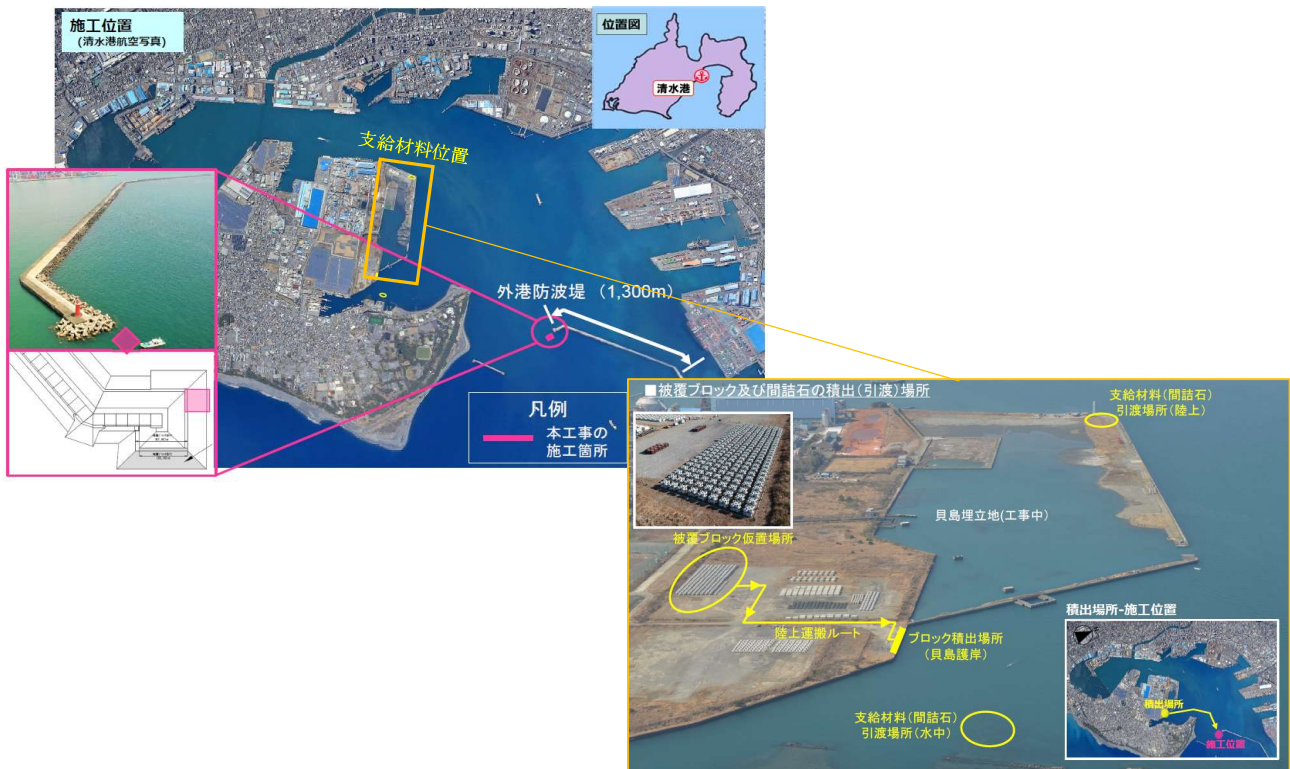 施工位置
(清水港航空写真)
位置図
清水港
支給材料位置
外港防波堤 (1,300m)
凡例
本工事の
施工箇所
■被覆ブロック及び間詰石の積出(引渡)場所
支給材料(間詰石)
引渡場所(陸上)
貝島埋立地(工事中)
被覆ブロック仮置場所
陸上運搬ルート
ブロック積出場所
(貝島護岸)
支給材料(間詰石)
引渡場所(水中)
積出場所-施工位置
積出場所
施工位置